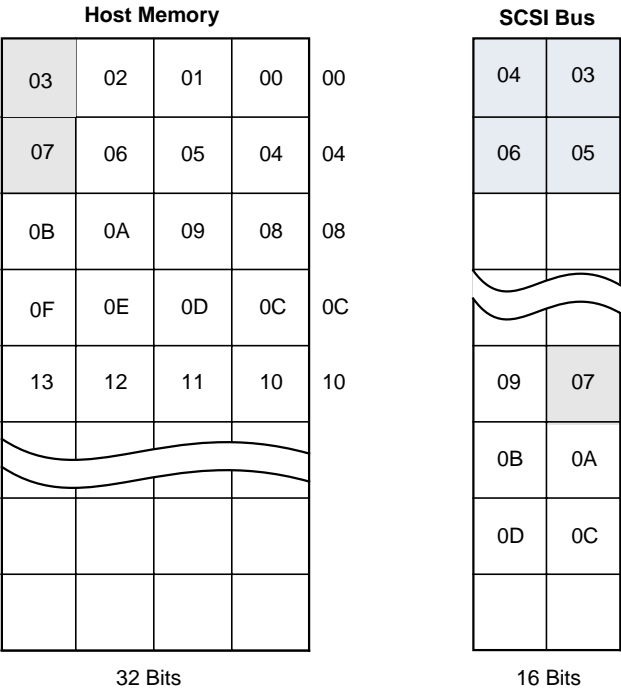 Host Memory
SCSI Bus
03 02 01 00 00
04 03
07 06 05 04 04
06 05
0B 0A 09 08 08
0F 0E 0D 0C 0C
13 12 11 10 10
09 07
0B 0A
0D 0C
32 Bits
16 Bits